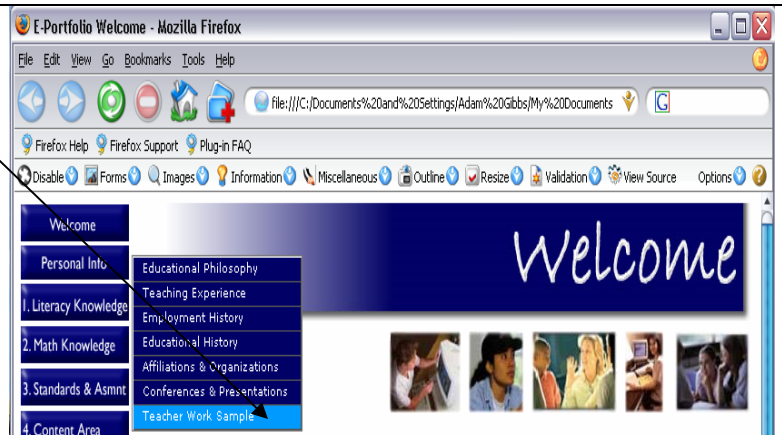 E-Portfolio Welcome - Mozilla Firefox
File Edit View Go Bookmarks Tools Help
file:///C:/Documents%20and%20Settings/Adam%20Gibbs/My%20Documents G
Firefox Help Firefox Support Plug-in FAQ
Disable Forms Images Information Miscellaneous Outline Resize Validation View Source Options
Welcome
Welcome
Personal Info
Educational Philosophy
Teaching Experience
1. Literacy Knowledge
Employment History
2. Math Knowledge
Educational History
Affiliations & Organizations
3. Standards & Asmnt
Conferences & Presentations
Teacher Work Sample
4. Content Area